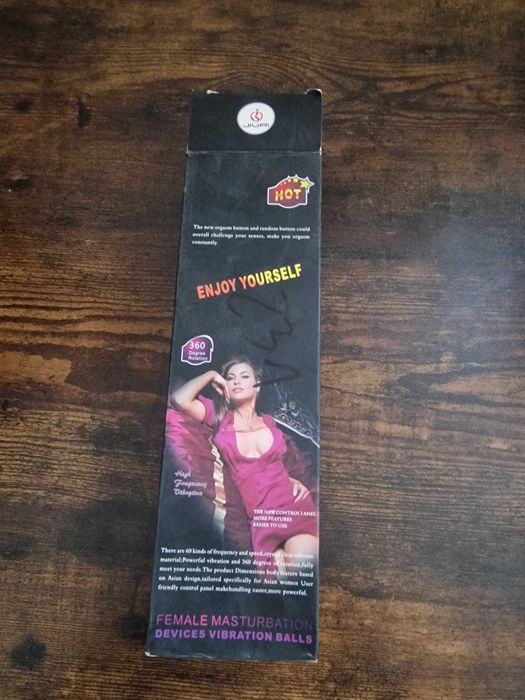 JIUAI
HOT
The new orgasm button and random button could
overall challenge your senses, make you orgasm
constantly.
ENJOY YOURSELF
360
Degree
Rotation
High
Frequency
THE NEW CONTROL
MORE FEATURES
EASIER TO USE
There are 60 kinds of frequency and speed,crystal clear silicone
material;Powerful vibration and 360 degrees of rotation,fully
meet your needs.The product Dimensions body feature based
on Asian design,tailored specifically for Asian women User
friendly control panel makehandling easier,more powerful.
FEMALE MASTURBATION
DEVICES VIBRATION BALLS